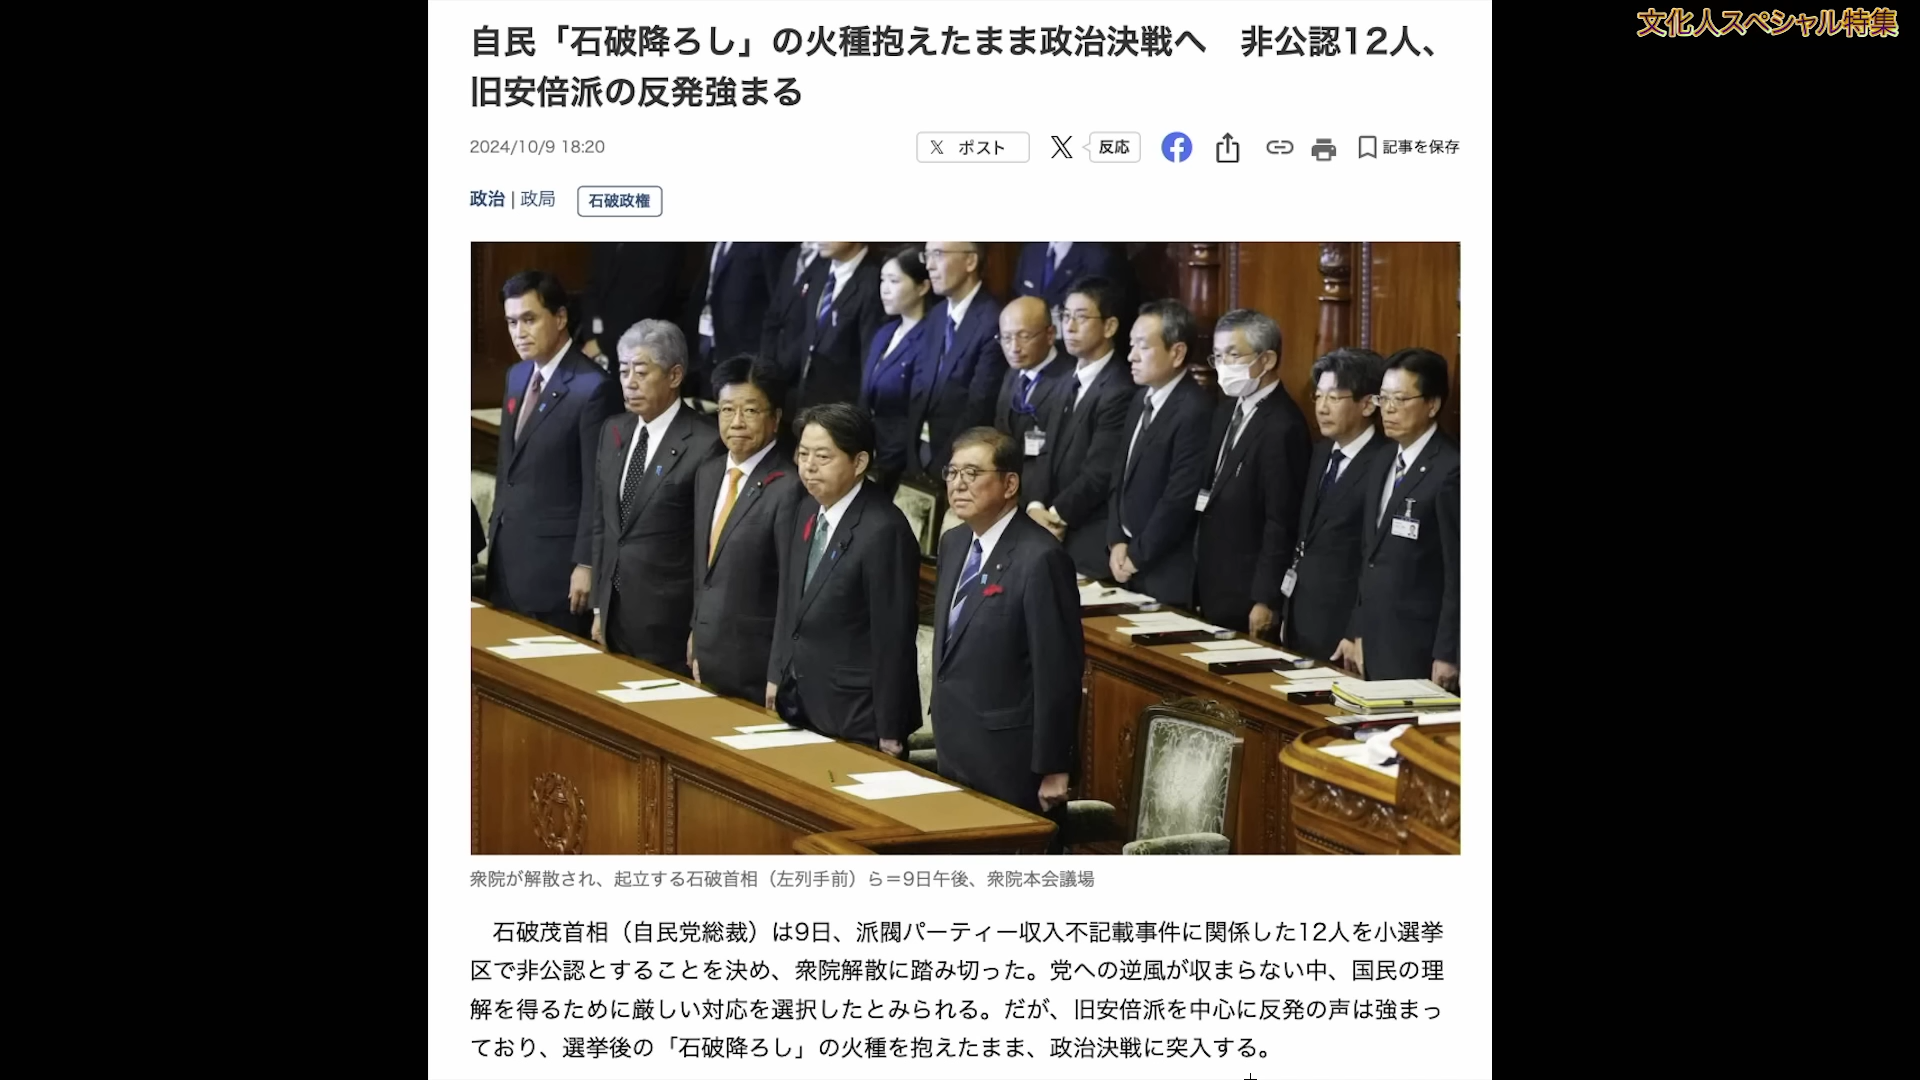 文化人スペシャル特集
自民「石破降ろし」の火種抱えたまま政治決戦へ　非公認12人、
旧安倍派の反発強まる
2024/10/9 18:20
ポスト
反応
記事を保存
政治 | 政局
石破政権
衆院が解散され、起立する石破首相（左列手前）ら＝9日午後、衆院本会議場
　石破茂首相（自民党総裁）は9日、派閥パーティー収入不記載事件に関係した12人を小選挙
区で非公認とすることを決め、衆院解散に踏み切った。党への逆風が収まらない中、国民の理
解を得るために厳しい対応を選択したとみられる。だが、旧安倍派を中心に反発の声は強まっ
ており、選挙後の「石破降ろし」の火種を抱えたまま、政治決戦に突入する。